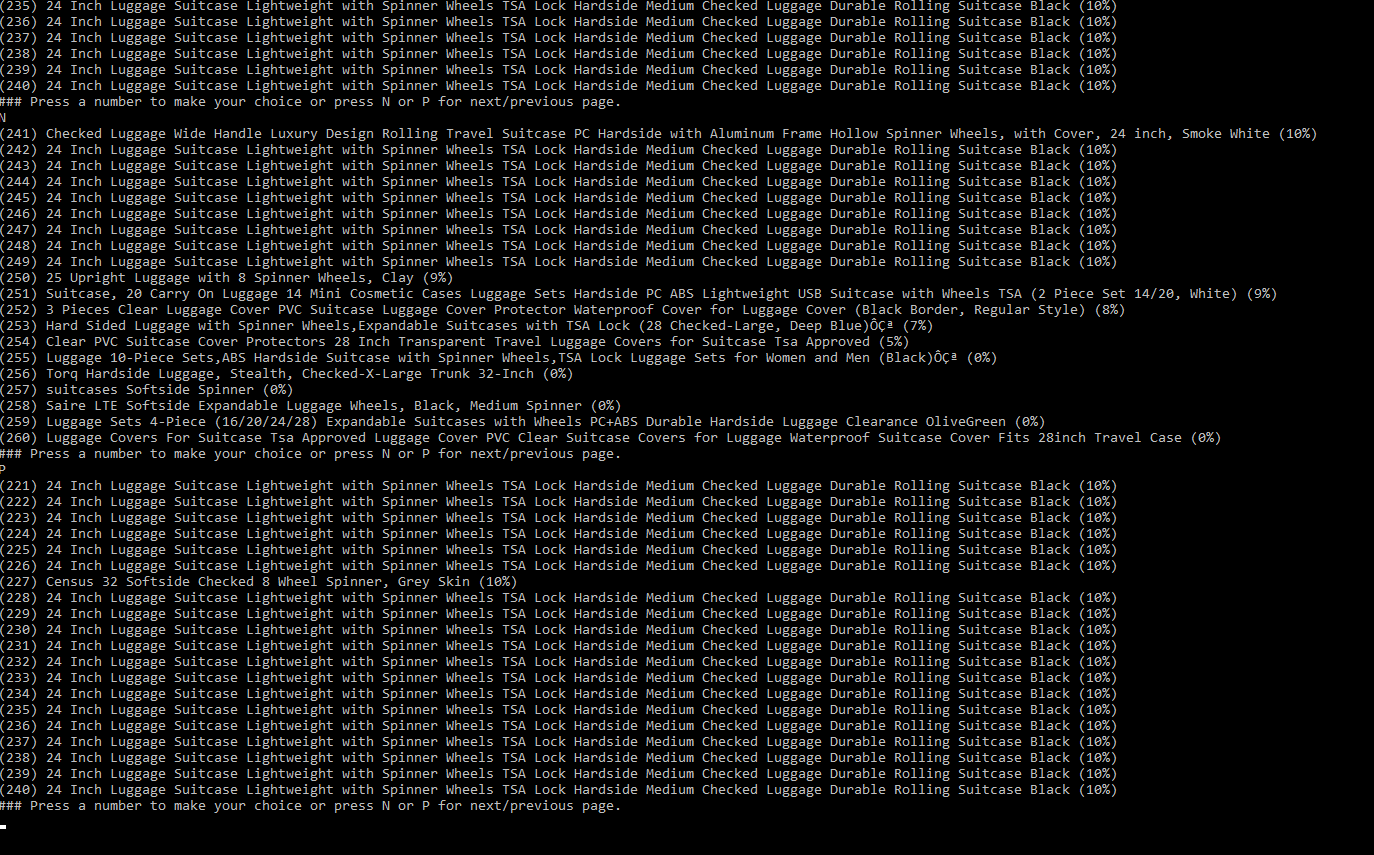 (235) 24 Inch Luggage Suitcase Lightweight with Spinner Wheels TSA Lock Hardside Medium Checked Luggage Durable Rolling Suitcase Black (10%)
(236) 24 Inch Luggage Suitcase Lightweight with Spinner Wheels TSA Lock Hardside Medium Checked Luggage Durable Rolling Suitcase Black (10%)
(237) 24 Inch Luggage Suitcase Lightweight with Spinner Wheels TSA Lock Hardside Medium Checked Luggage Durable Rolling Suitcase Black (10%)
(238) 24 Inch Luggage Suitcase Lightweight with Spinner Wheels TSA Lock Hardside Medium Checked Luggage Durable Rolling Suitcase Black (10%)
(239) 24 Inch Luggage Suitcase Lightweight with Spinner Wheels TSA Lock Hardside Medium Checked Luggage Durable Rolling Suitcase Black (10%)
(240) 24 Inch Luggage Suitcase Lightweight with Spinner Wheels TSA Lock Hardside Medium Checked Luggage Durable Rolling Suitcase Black (10%)
### Press a number to make your choice or press N or P for next/previous page.
N
(241) Checked Luggage Wide Handle Luxury Design Rolling Travel Suitcase PC Hardside with Aluminum Frame Hollow Spinner Wheels, with Cover, 24 inch, Smoke White (10%)
(242) 24 Inch Luggage Suitcase Lightweight with Spinner Wheels TSA Lock Hardside Medium Checked Luggage Durable Rolling Suitcase Black (10%)
(243) 24 Inch Luggage Suitcase Lightweight with Spinner Wheels TSA Lock Hardside Medium Checked Luggage Durable Rolling Suitcase Black (10%)
(244) 24 Inch Luggage Suitcase Lightweight with Spinner Wheels TSA Lock Hardside Medium Checked Luggage Durable Rolling Suitcase Black (10%)
(245) 24 Inch Luggage Suitcase Lightweight with Spinner Wheels TSA Lock Hardside Medium Checked Luggage Durable Rolling Suitcase Black (10%)
(246) 24 Inch Luggage Suitcase Lightweight with Spinner Wheels TSA Lock Hardside Medium Checked Luggage Durable Rolling Suitcase Black (10%)
(247) 24 Inch Luggage Suitcase Lightweight with Spinner Wheels TSA Lock Hardside Medium Checked Luggage Durable Rolling Suitcase Black (10%)
(248) 24 Inch Luggage Suitcase Lightweight with Spinner Wheels TSA Lock Hardside Medium Checked Luggage Durable Rolling Suitcase Black (10%)
(249) 24 Inch Luggage Suitcase Lightweight with Spinner Wheels TSA Lock Hardside Medium Checked Luggage Durable Rolling Suitcase Black (10%)
(250) 25 Upright Luggage with 8 Spinner Wheels, Clay (9%)
(251) Suitcase, 20 Carry On Luggage 14 Mini Cosmetic Cases Luggage Sets Hardside PC ABS Lightweight USB Suitcase with Wheels TSA (2 Piece Set 14/20, White) (9%)
(252) 3 Pieces Clear Luggage Cover PVC Suitcase Luggage Cover Protector Waterproof Cover for Luggage Cover (Black Border, Regular Style) (8%)
(253) Hard Sided Luggage with Spinner Wheels,Expandable Suitcases with TSA Lock (28 Checked-Large, Deep Blue)ÔÇª (7%)
(254) Clear PVC Suitcase Cover Protectors 28 Inch Transparent Travel Luggage Covers for Suitcase Tsa Approved (5%)
(255) Luggage 10-Piece Sets,ABS Hardside Suitcase with Spinner Wheels,TSA Lock Luggage Sets for Women and Men (Black)ÔÇª (0%)
(256) Torq Hardside Luggage, Stealth, Checked-X-Large Trunk 32-Inch (0%)
(257) suitcases Softside Spinner (0%)
(258) Saire LTE Softside Expandable Luggage Wheels, Black, Medium Spinner (0%)
(259) Luggage Sets 4-Piece (16/20/24/28) Expandable Suitcases with Wheels PC+ABS Durable Hardside Luggage Clearance OliveGreen (0%)
(260) Luggage Covers For Suitcase Tsa Approved Luggage Cover PVC Clear Suitcase Covers for Luggage Waterproof Suitcase Cover Fits 28inch Travel Case (0%)
### Press a number to make your choice or press N or P for next/previous page.
P
(221) 24 Inch Luggage Suitcase Lightweight with Spinner Wheels TSA Lock Hardside Medium Checked Luggage Durable Rolling Suitcase Black (10%)
(222) 24 Inch Luggage Suitcase Lightweight with Spinner Wheels TSA Lock Hardside Medium Checked Luggage Durable Rolling Suitcase Black (10%)
(223) 24 Inch Luggage Suitcase Lightweight with Spinner Wheels TSA Lock Hardside Medium Checked Luggage Durable Rolling Suitcase Black (10%)
(224) 24 Inch Luggage Suitcase Lightweight with Spinner Wheels TSA Lock Hardside Medium Checked Luggage Durable Rolling Suitcase Black (10%)
(225) 24 Inch Luggage Suitcase Lightweight with Spinner Wheels TSA Lock Hardside Medium Checked Luggage Durable Rolling Suitcase Black (10%)
(226) 24 Inch Luggage Suitcase Lightweight with Spinner Wheels TSA Lock Hardside Medium Checked Luggage Durable Rolling Suitcase Black (10%)
(227) Census 32 Softside Checked 8 Wheel Spinner, Grey Skin (10%)
(228) 24 Inch Luggage Suitcase Lightweight with Spinner Wheels TSA Lock Hardside Medium Checked Luggage Durable Rolling Suitcase Black (10%)
(229) 24 Inch Luggage Suitcase Lightweight with Spinner Wheels TSA Lock Hardside Medium Checked Luggage Durable Rolling Suitcase Black (10%)
(230) 24 Inch Luggage Suitcase Lightweight with Spinner Wheels TSA Lock Hardside Medium Checked Luggage Durable Rolling Suitcase Black (10%)
(231) 24 Inch Luggage Suitcase Lightweight with Spinner Wheels TSA Lock Hardside Medium Checked Luggage Durable Rolling Suitcase Black (10%)
(232) 24 Inch Luggage Suitcase Lightweight with Spinner Wheels TSA Lock Hardside Medium Checked Luggage Durable Rolling Suitcase Black (10%)
(233) 24 Inch Luggage Suitcase Lightweight with Spinner Wheels TSA Lock Hardside Medium Checked Luggage Durable Rolling Suitcase Black (10%)
(234) 24 Inch Luggage Suitcase Lightweight with Spinner Wheels TSA Lock Hardside Medium Checked Luggage Durable Rolling Suitcase Black (10%)
(235) 24 Inch Luggage Suitcase Lightweight with Spinner Wheels TSA Lock Hardside Medium Checked Luggage Durable Rolling Suitcase Black (10%)
(236) 24 Inch Luggage Suitcase Lightweight with Spinner Wheels TSA Lock Hardside Medium Checked Luggage Durable Rolling Suitcase Black (10%)
(237) 24 Inch Luggage Suitcase Lightweight with Spinner Wheels TSA Lock Hardside Medium Checked Luggage Durable Rolling Suitcase Black (10%)
(238) 24 Inch Luggage Suitcase Lightweight with Spinner Wheels TSA Lock Hardside Medium Checked Luggage Durable Rolling Suitcase Black (10%)
(239) 24 Inch Luggage Suitcase Lightweight with Spinner Wheels TSA Lock Hardside Medium Checked Luggage Durable Rolling Suitcase Black (10%)
(240) 24 Inch Luggage Suitcase Lightweight with Spinner Wheels TSA Lock Hardside Medium Checked Luggage Durable Rolling Suitcase Black (10%)
### Press a number to make your choice or press N or P for next/previous page.